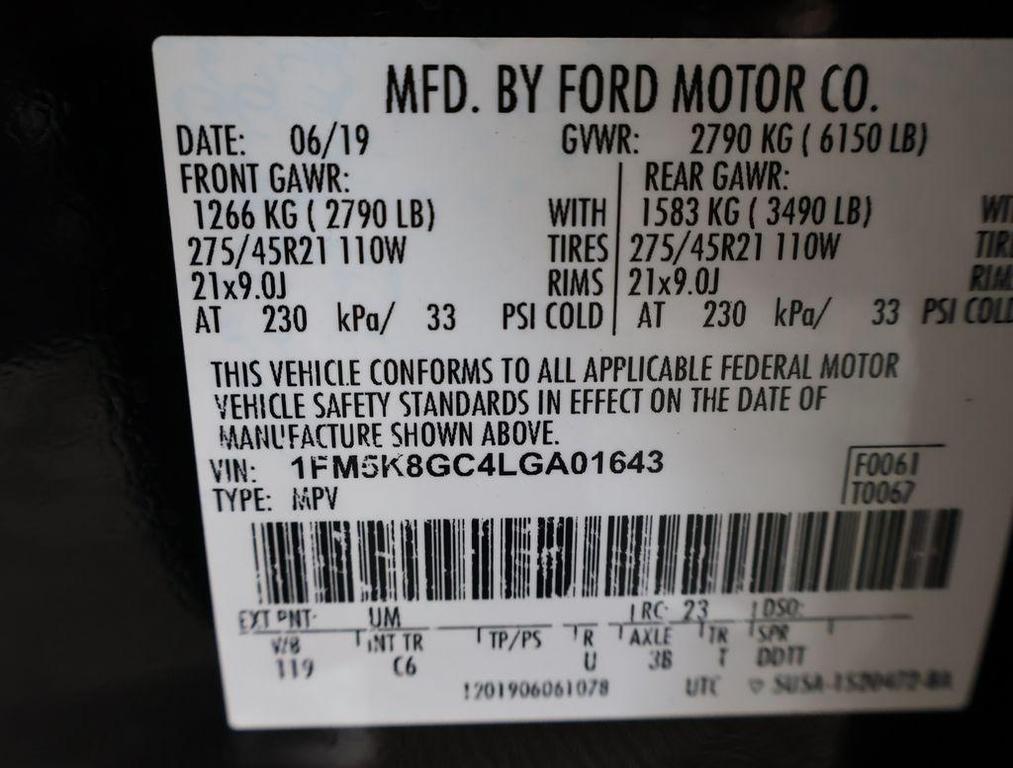 MFD. BY FORD MOTOR CO.
DATE: 06/19 GVWR: 2790 KG ( 6150 LB)
FRONT GAWR: REAR GAWR:
1266 KG ( 2790 LB) WITH 1583 KG ( 3490 LB) WIT
275/45R21 110W TIRES 275/45R21 110W TIRE
21x9.0J RIMS 21x9.0J RIMS
AT 230 kPa/ 33 PSI COLD AT 230 kPa/ 33 PSI COLD
THIS VEHICLE CONFORMS TO ALL APPLICABLE FEDERAL MOTOR
VEHICLE SAFETY STANDARDS IN EFFECT ON THE DATE OF
MANUFACTURE SHOWN ABOVE.
VIN: 1FM5K8GC4LGA01643 F0061
TYPE: MPV T0067
EXT PNT: UM RC: 23 DSO:
W/B INT TR TP/PS R AXLE TR SPR
119 C6 U 3B T DDTT
1201906061078 UTC